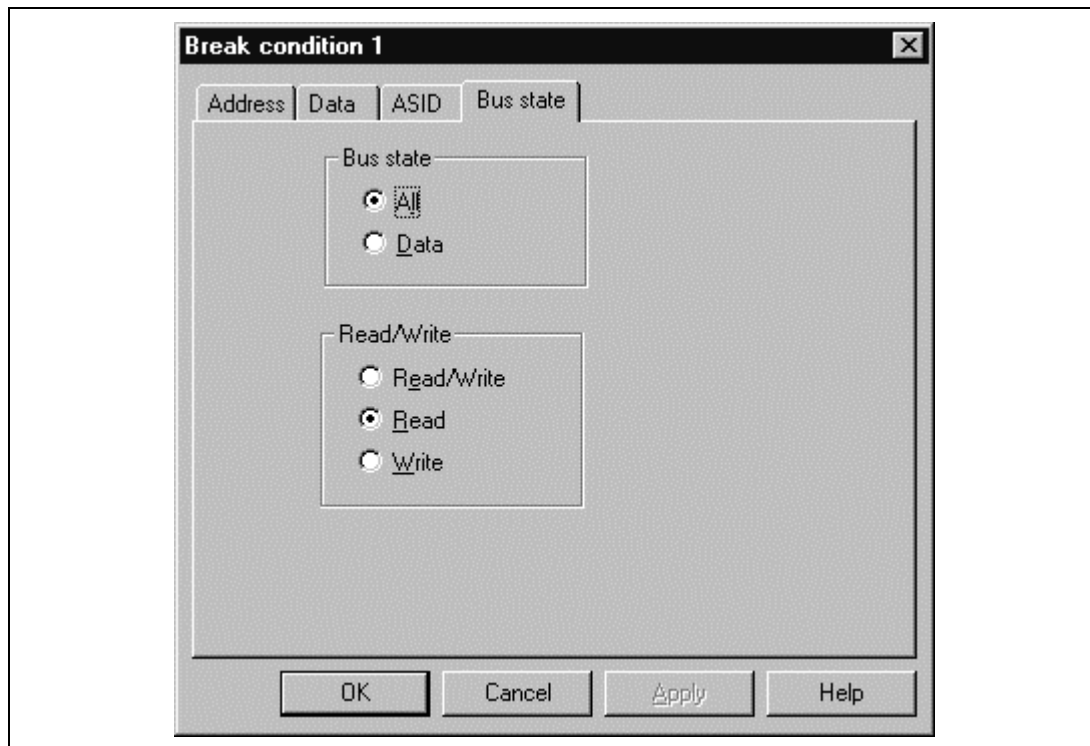 Break condition 1
Address Data ASID Bus state
Bus state
All
Data
Read/Write
Read/Write
Read
Write
OK Cancel Apply Help